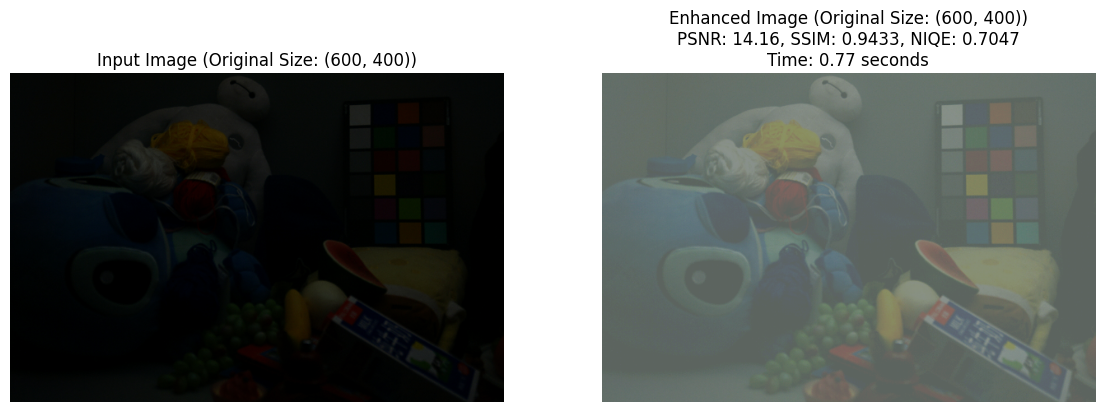 Input Image (Original Size: (600, 400))
Enhanced Image (Original Size: (600, 400))
PSNR: 14.16, SSIM: 0.9433, NIQE: 0.7047
Time: 0.77 seconds